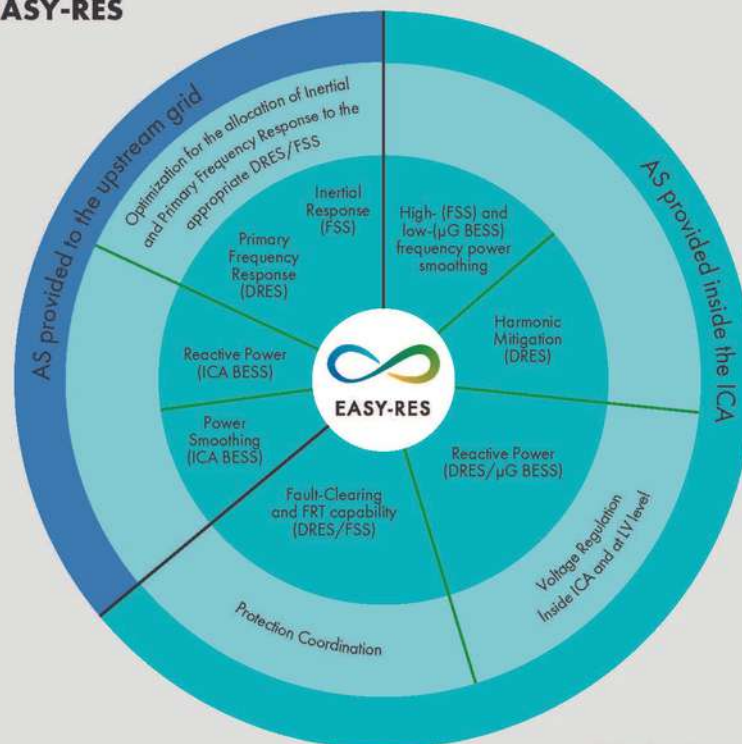 ASY-RES
AS provided to the upstream grid
Optimization for the allocation of Inertial
and Primary Frequency Response to the
appropriate DRES/FSS
Inertial
Response
(FSS)
Primary
Frequency
Response
(DRES)
Reactive Power
(ICA BESS)
Power
Smoothing
(ICA BESS)
AS provided inside the ICA
High- (FSS) and
low-(µG BESS)
frequency power
smoothing
Harmonic
Mitigation
(DRES)
Reactive Power
(DRES/µG BESS)
Voltage Regulation
Inside ICA and at LV level
Fault-Clearing
and FRT capability
(DRES/FSS)
Protection Coordination
EASY-RES